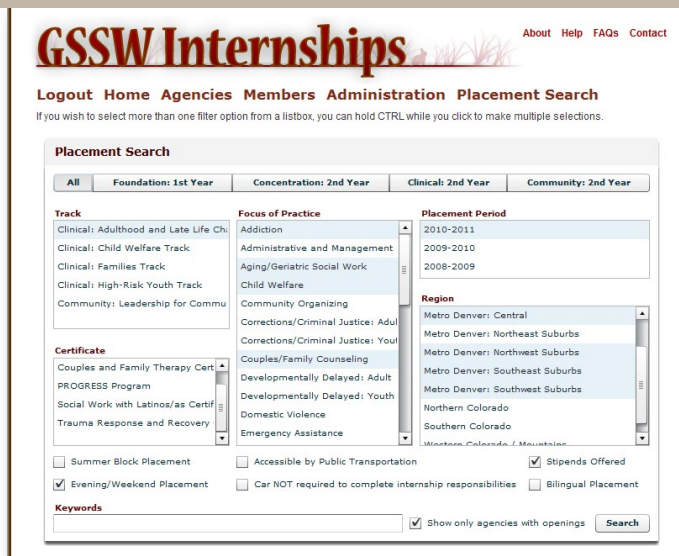 GSSW Internships
About Help FAQs Contact
Logout Home Agencies Members Administration Placement Search
If you wish to select more than one filter option from a listbox, you can hold CTRL while you click to make multiple selections.
Placement Search
All Foundation: 1st Year Concentration: 2nd Year Clinical: 2nd Year Community: 2nd Year
Track
Clinical: Adulthood and Late Life Cha
Clinical: Child Welfare Track
Clinical: Families Track
Clinical: High-Risk Youth Track
Community: Leadership for Commu
Certificate
Couples and Family Therapy Cert
PROGRESS Program
Social Work with Latinos/as Certif
Trauma Response and Recovery
Focus of Practice
Addiction
Administrative and Management
Aging/Geriatric Social Work
Child Welfare
Community Organizing
Corrections/Criminal Justice: Adul
Corrections/Criminal Justice: Yout
Couples/Family Counseling
Developmentally Delayed: Adult
Developmentally Delayed: Youth
Domestic Violence
Emergency Assistance
Placement Period
2010-2011
2009-2010
2008-2009
Region
Metro Denver: Central
Metro Denver: Northeast Suburbs
Metro Denver: Northwest Suburbs
Metro Denver: Southeast Suburbs
Metro Denver: Southwest Suburbs
Northern Colorado
Southern Colorado
Western Colorado / Mountains
Summer Block Placement Accessible by Public Transportation Stipends Offered
Evening/Weekend Placement Car NOT required to complete internship responsibilities Bilingual Placement
Keywords
Show only agencies with openings Search